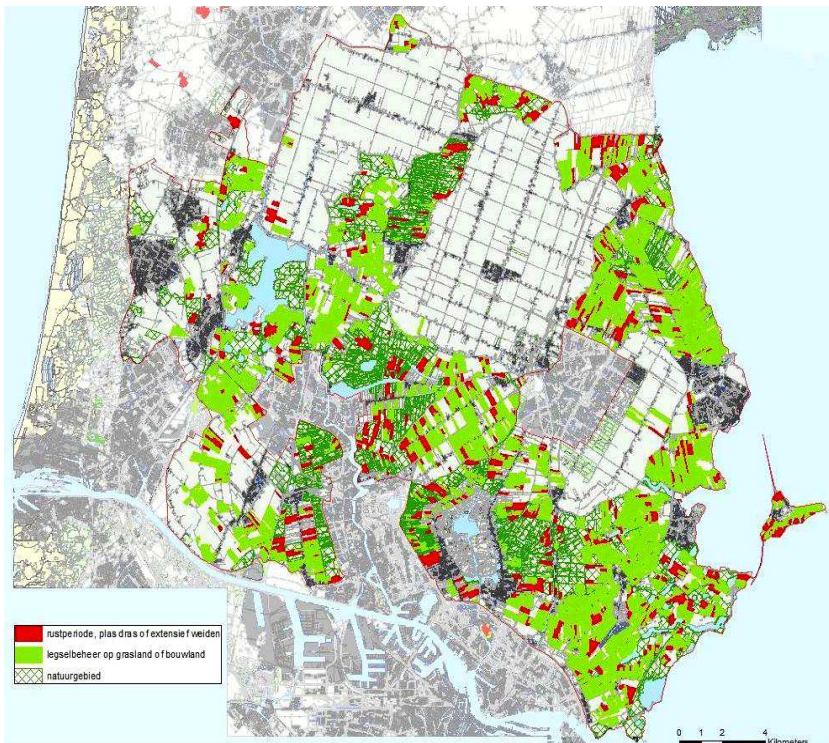 rustperiode, plas dras of extensief weiden
legselbeheer op grasland of bouwland
natuurgebied
0 1 2 4
Kilometers